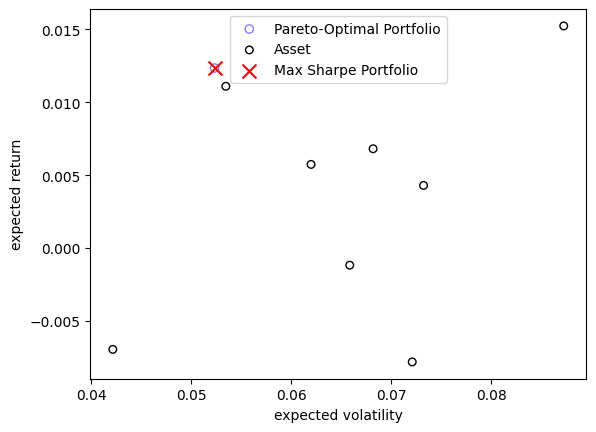 0.015
0.010
0.005
0.000
−0.005
expected return
Pareto-Optimal Portfolio
Asset
Max Sharpe Portfolio
0.04 0.05 0.06 0.07 0.08
expected volatility